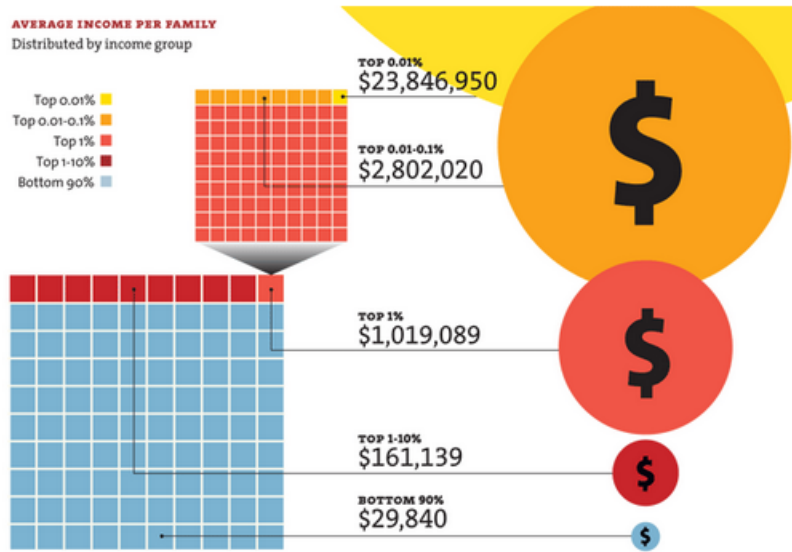 AVERAGE INCOME PER FAMILY
Distributed by income group
Top 0.01%
Top 0.01-0.1%
Top 1%
Top 1-10%
Bottom 90%
TOP 0.01%
$23,846,950
TOP 0.01-0.1%
$2,802,020
$
TOP 1%
$1,019,089
$
TOP 1-10%
$161,139
$
BOTTOM 90%
$29,840
$